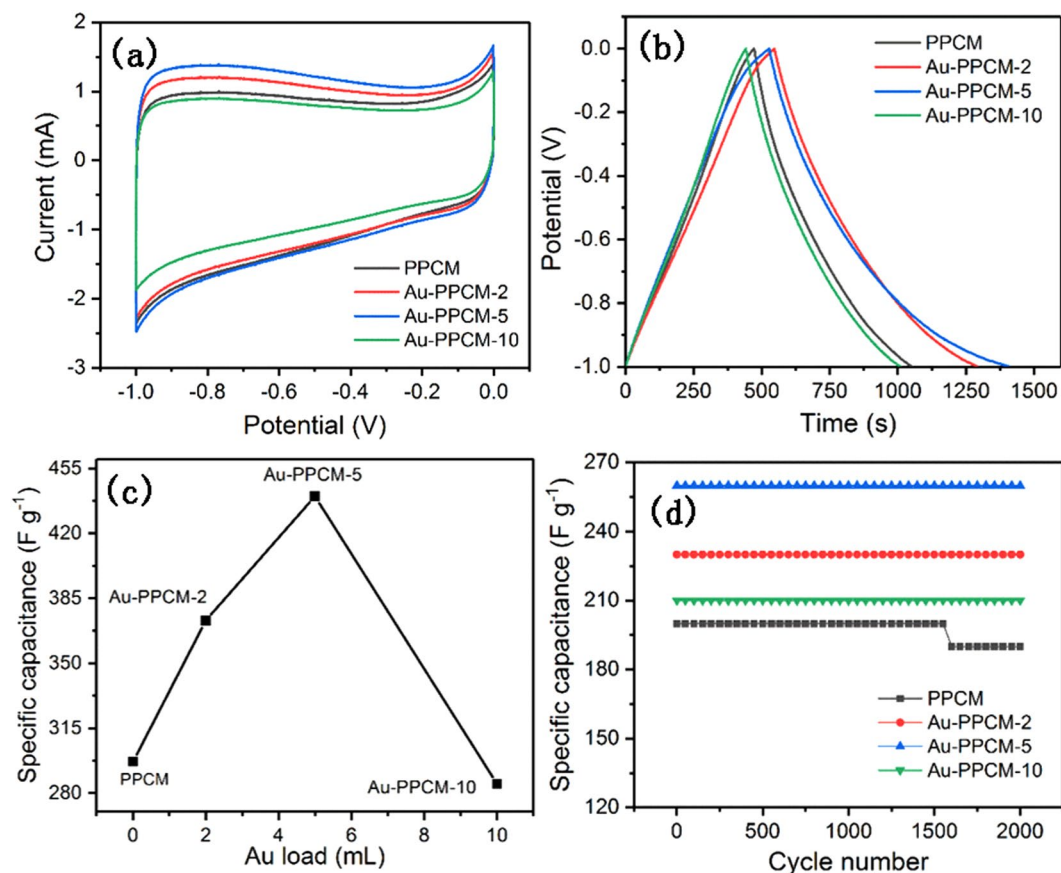 (a)
2
1
0
-1
-2
-3
Current (mA)
PPCM
Au-PPCM-2
Au-PPCM-5
Au-PPCM-10
-1.0
-0.8
-0.6
-0.4
-0.2
0.0
Potential (V)
(b)
0.0
-0.2
-0.4
-0.6
-0.8
-1.0
Potential (V)
PPCM
Au-PPCM-2
Au-PPCM-5
Au-PPCM-10
0
250
500
750
1000
1250
1500
Time (s)
(c)
455
420
385
350
315
280
Specific capacitance (F g⁻¹)
Au-PPCM-5
Au-PPCM-2
PPCM
Au-PPCM-10
0
2
4
6
8
10
Au load (mL)
(d)
270
240
210
180
150
120
Specific capacitance (F g⁻¹)
PPCM
Au-PPCM-2
Au-PPCM-5
Au-PPCM-10
0
500
1000
1500
2000
Cycle number